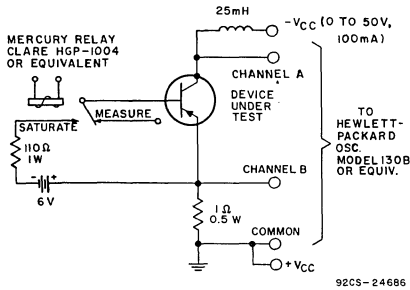 25mH
-VCC (0 TO 50V,
100mA)
MERCURY RELAY
CLARE HGP-1004
OR EQUIVALENT
CHANNEL A
DEVICE
UNDER
TEST
MEASURE
SATURATE
110Ω
1W
- +
6V
TO
HEWLETT-
PACKARD
OSC.
MODEL 130B
OR EQUIV.
CHANNEL B
1Ω
0.5 W
COMMON
+VCC
92CS-24686